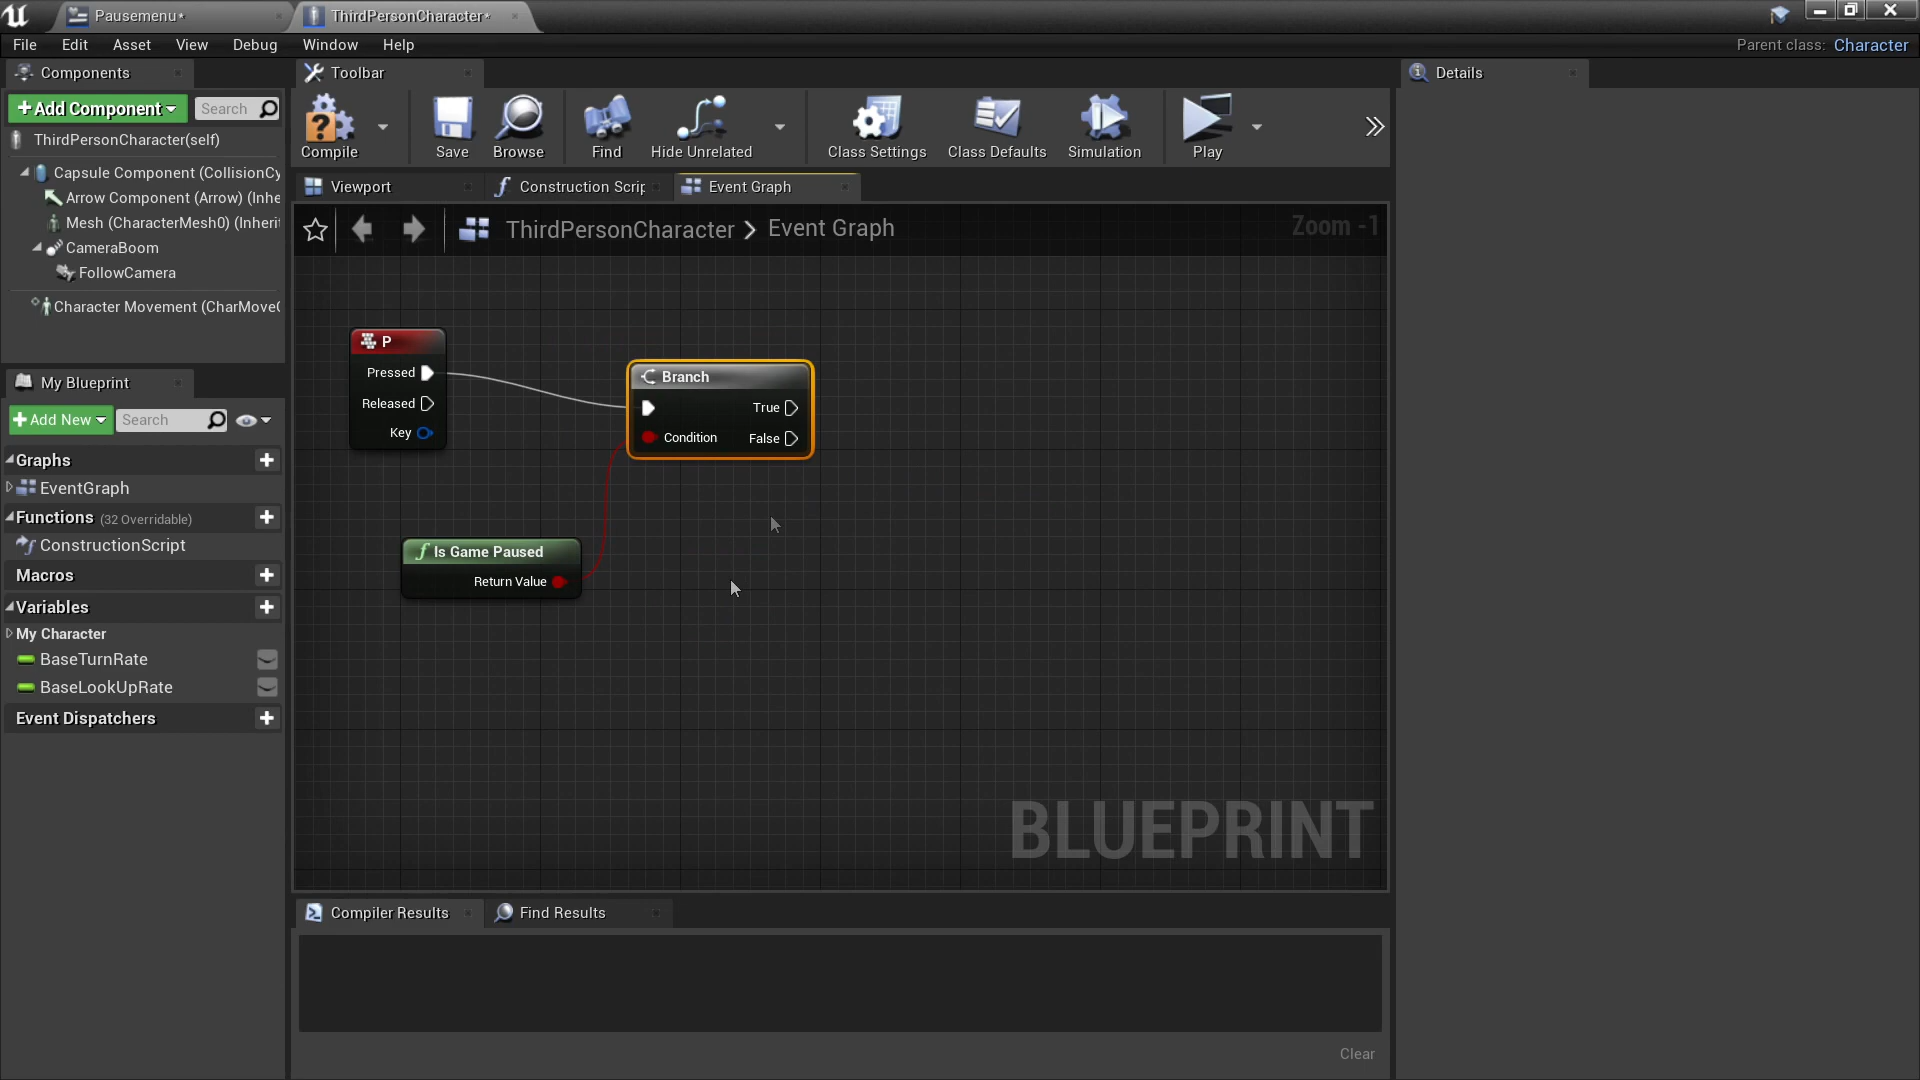 Pausemenu*
ThirdPersonCharacter*
File Edit Asset View Debug Window Help
Parent class: Character
Components
Toolbar
Details
Add Component
Search
ThirdPersonCharacter(self)
Capsule Component (CollisionCy
Arrow Component (Arrow) (Inhe
Mesh (CharacterMesh0) (Inherit
CameraBoom
FollowCamera
Character Movement (CharMove
Compile
Save
Browse
Find
Hide Unrelated
Class Settings
Class Defaults
Simulation
Play
Viewport
Construction Scrip
Event Graph
ThirdPersonCharacter > Event Graph
Zoom -1
P
Pressed
Released
Key
Branch
True
Condition
False
Is Game Paused
Return Value
BLUEPRINT
My Blueprint
Add New
Search
Graphs
EventGraph
Functions (32 Overridable)
ConstructionScript
Macros
Variables
My Character
BaseTurnRate
BaseLookUpRate
Event Dispatchers
Compiler Results
Find Results
Clear